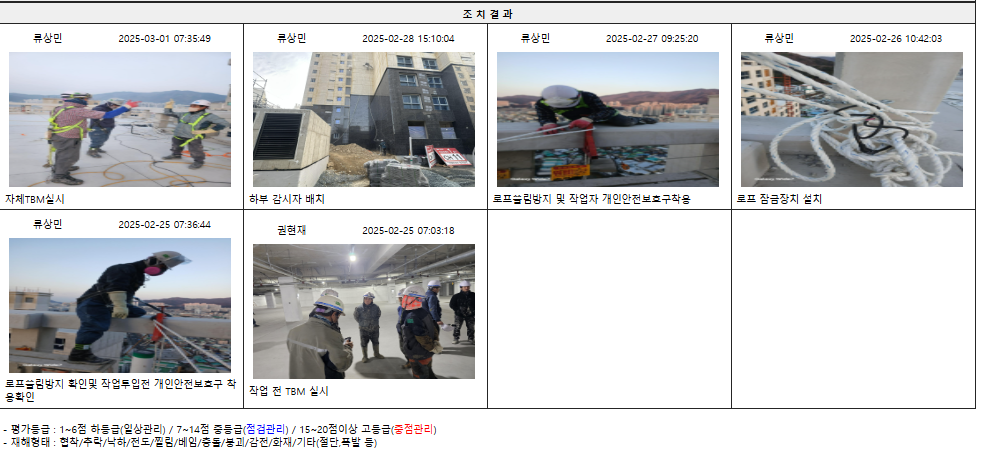 조 치 결 과
류상민 2025-03-01 07:35:49
류상민 2025-02-28 15:10:04
류상민 2025-02-27 09:25:20
류상민 2025-02-26 10:42:03
자체TBM실시
하부 감시자 배치
로프쓸림방지 및 작업자 개인안전보호구착용
로프 잠금장치 설치
류상민 2025-02-25 07:36:44
권현재 2025-02-25 07:03:18
로프쓸림방지 확인및 작업투입전 개인안전보호구 착
용확인
작업 전 TBM 실시
- 평가등급 : 1~6점 하등급(일상관리) / 7~14점 중등급(점검관리) / 15~20점이상 고등급(중점관리)
- 재해형태 : 협착/추락/낙하/전도/찔림/베임/충돌/붕괴/감전/화재/기타(절단,폭발 등)